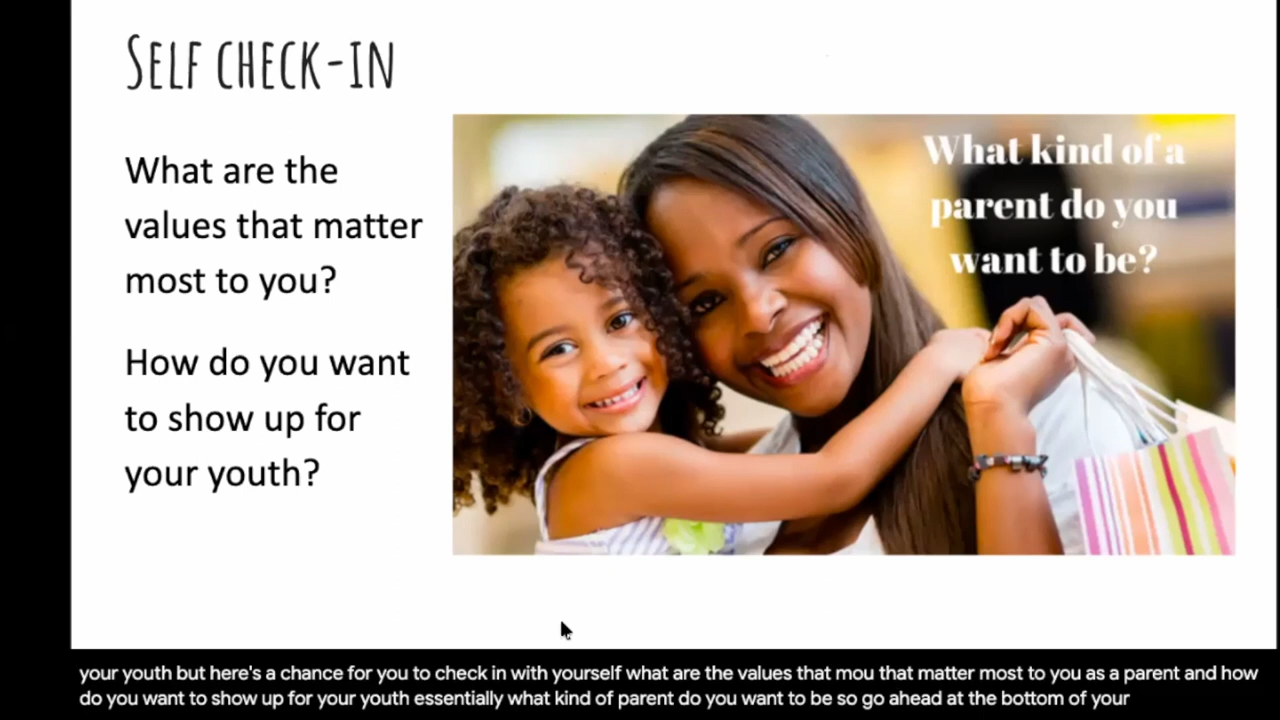 SELF CHECK-IN
What are the
values that matter
most to you?
How do you want
to show up for
your youth?
What kind of a
parent do you
want to be?
your youth but here's a chance for you to check in with yourself what are the values that mou that matter most to you as a parent and how
do you want to show up for your youth essentially what kind of parent do you want to be so go ahead at the bottom of your